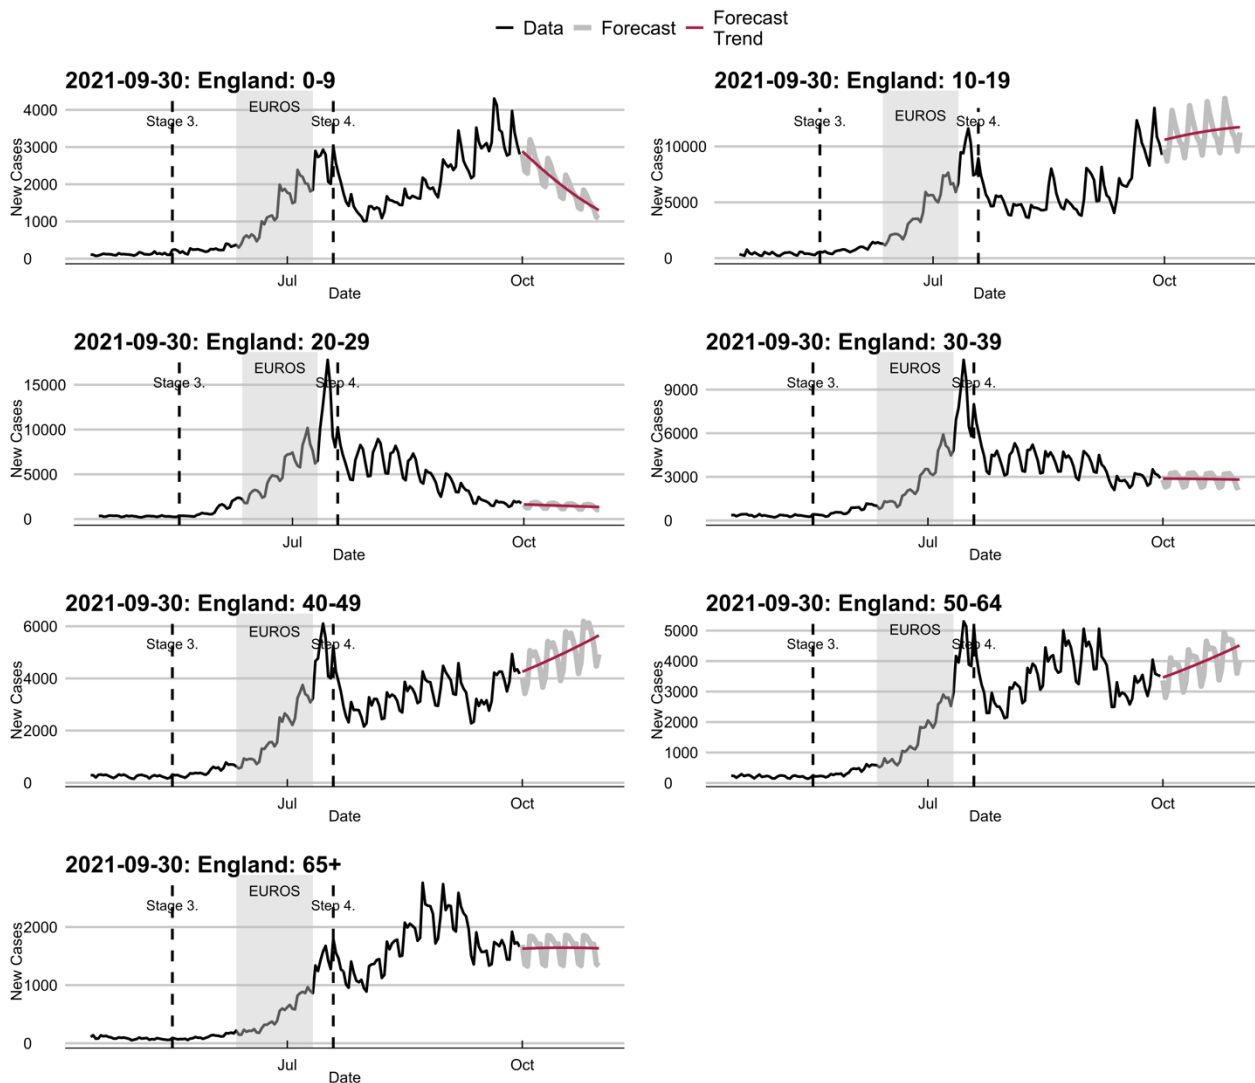 Data Forecast Forecast
Trend
2021-09-30: England: 0-9
New Cases
4000
3000
2000
1000
0
EUROS
Stage 3.
Step 4.
Jul
Oct
Date
2021-09-30: England: 10-19
New Cases
10000
5000
0
EUROS
Stage 3.
Step 4.
Jul
Oct
Date
2021-09-30: England: 20-29
New Cases
15000
10000
5000
0
EUROS
Stage 3.
Step 4.
Jul
Oct
Date
2021-09-30: England: 30-39
New Cases
9000
6000
3000
0
EUROS
Stage 3.
Step 4.
Jul
Oct
Date
2021-09-30: England: 40-49
New Cases
6000
4000
2000
0
EUROS
Stage 3.
Step 4.
Jul
Oct
Date
2021-09-30: England: 50-64
New Cases
5000
4000
3000
2000
1000
0
EUROS
Stage 3.
Step 4.
Jul
Oct
Date
2021-09-30: England: 65+
New Cases
2000
1000
0
EUROS
Stage 3.
Step 4.
Jul
Oct
Date